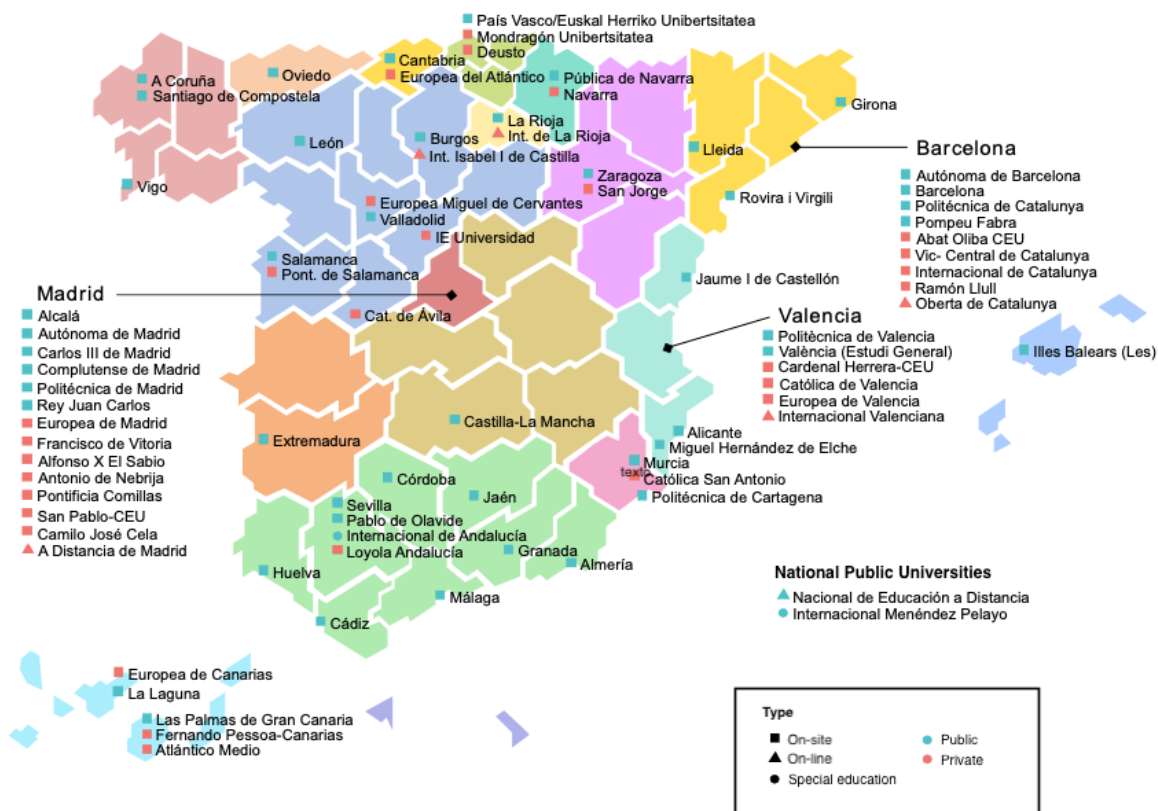 País Vasco/Euskal Herriko Unibertsitatea
Mondragón Unibertsitatea
Deusto
Cantabria
Europea del Atlántico
Pública de Navarra
Navarra
A Coruña
Santiago de Compostela
Oviedo
Girona
León
La Rioja
Int. de La Rioja
Burgos
Int. Isabel I de Castilla
Lleida
Vigo
Zaragoza
San Jorge
Rovira i Virgili
Europea Miguel de Cervantes
Valladolid
IE Universidad
Salamanca
Pont. de Salamanca
Cat. de Ávila
Jaume I de Castellón
Barcelona
Autónoma de Barcelona
Barcelona
Politécnica de Catalunya
Pompeu Fabra
Abat Oliba CEU
Vic- Central de Catalunya
Internacional de Catalunya
Ramón Llull
Oberta de Catalunya
Madrid
Alcalá
Autónoma de Madrid
Carlos III de Madrid
Complutense de Madrid
Politécnica de Madrid
Rey Juan Carlos
Europea de Madrid
Francisco de Vitoria
Alfonso X El Sabio
Antonio de Nebrija
Pontificia Comillas
San Pablo-CEU
Camilo José Cela
A Distancia de Madrid
Valencia
Politècnica de Valencia
València (Estudi General)
Cardenal Herrera-CEU
Católica de Valencia
Europea de Valencia
Internacional Valenciana
Illes Balears (Les)
Castilla-La Mancha
Extremadura
Alicante
Miguel Hernández de Elche
Murcia
texto
Católica San Antonio
Politécnica de Cartagena
Córdoba
Jaén
Sevilla
Pablo de Olavide
Internacional de Andalucía
Loyola Andalucía
Granada
Almería
Huelva
Málaga
Cádiz
National Public Universities
Nacional de Educación a Distancia
Internacional Menéndez Pelayo
Europea de Canarias
La Laguna
Las Palmas de Gran Canaria
Fernando Pessoa-Canarias
Atlántico Medio
Type
On-site
Public
On-line
Private
Special education